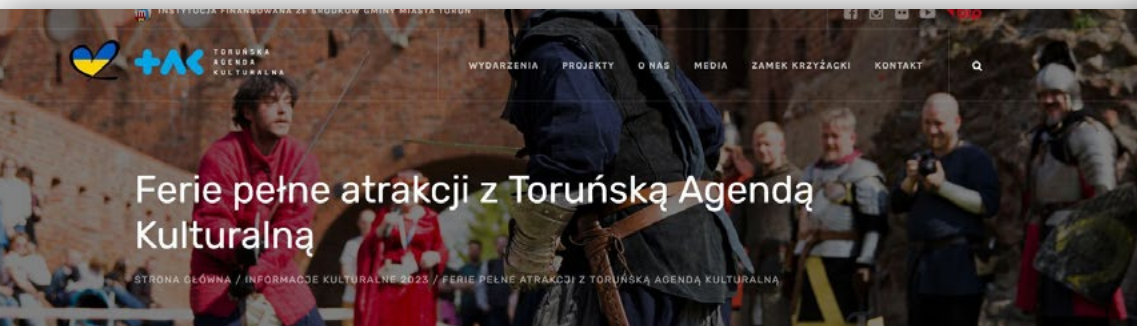 INSTYTUCJA FINANSOWANA ZE ŚRODKÓW GMINY MIASTA TORUŃ
TORUŃSKA
AGENDA
KULTURALNA
WYDARZENIA PROJEKTY O NAS MEDIA ZAMEK KRZYŻACKI KONTAKT
Ferie pełne atrakcji z Toruńską Agendą
Kulturalną
STRONA GŁÓWNA / INFORMACJE KULTURALNE 2023 / FERIE PEŁNE ATRAKCJI Z TORUŃSKĄ AGENDĄ KULTURALNĄ